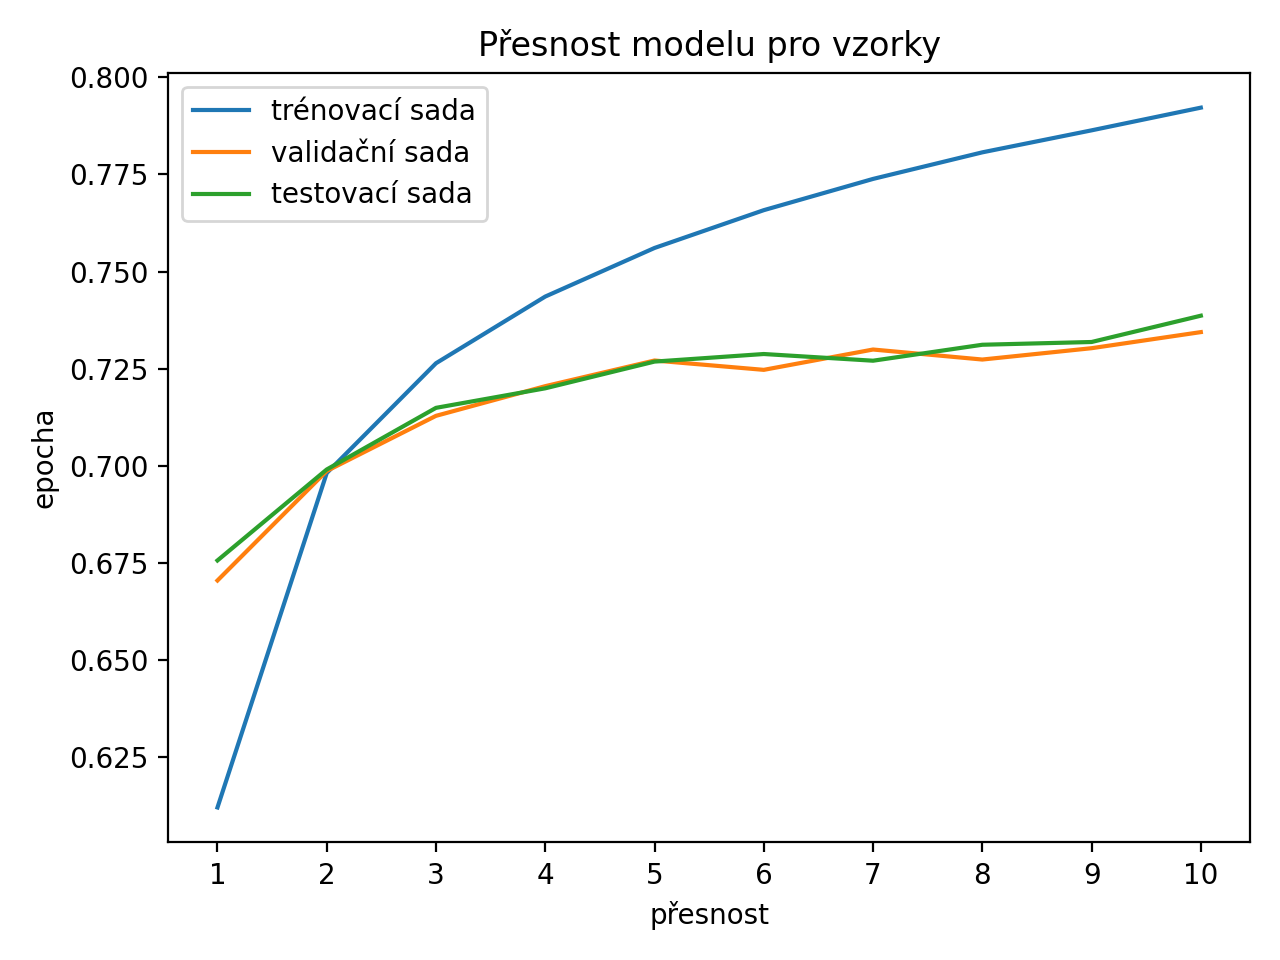 Přesnost modelu pro vzorky
trénovací sada
validační sada
testovací sada
0.800
0.775
0.750
0.725
0.700
0.675
0.650
0.625
epocha
1 2 3 4 5 6 7 8 9 10
přesnost